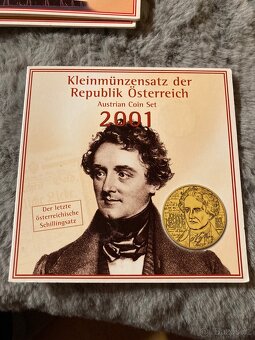 Kleinmünzensatz der
Republik Österreich
Austrian Coin Set
2001
Der letzte
österreichische
Schillingsatz